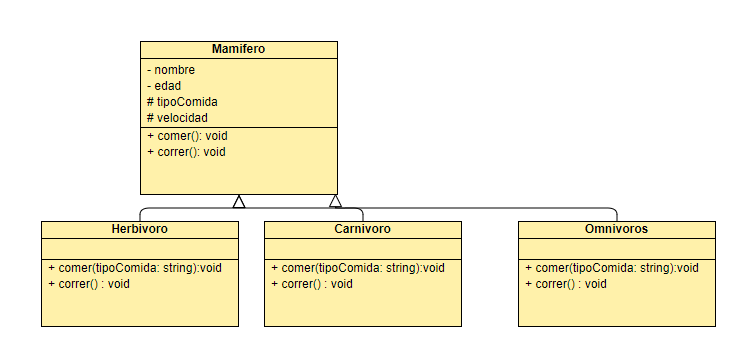 Mamifero
- nombre
- edad
# tipoComida
# velocidad
+ comer(): void
+ correr(): void
Herbivoro
+ comer(tipoComida: string):void
+ correr() : void
Carnivoro
+ comer(tipoComida: string):void
+ correr() : void
Omnivoros
+ comer(tipoComida: string):void
+ correr() : void